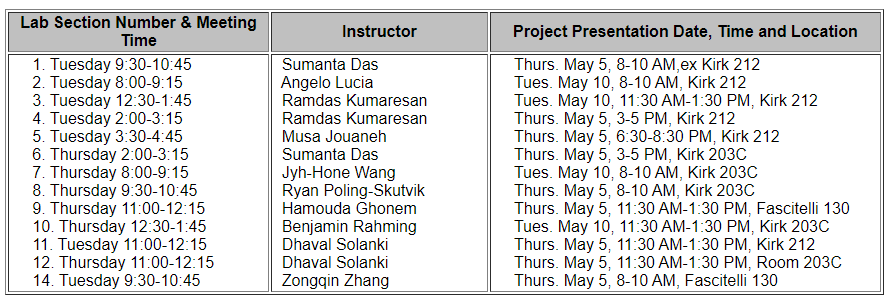 Lab Section Number & Meeting Time Instructor Project Presentation Date, Time and Location
1. Tuesday 9:30-10:45 Sumanta Das Thurs. May 5, 8-10 AM,ex Kirk 212
2. Tuesday 8:00-9:15 Angelo Lucia Tues. May 10, 8-10 AM, Kirk 212
3. Tuesday 12:30-1:45 Ramdas Kumaresan Tues. May 10, 11:30 AM-1:30 PM, Kirk 212
4. Tuesday 2:00-3:15 Ramdas Kumaresan Thurs. May 5, 3-5 PM, Kirk 212
5. Tuesday 3:30-4:45 Musa Jouaneh Thurs. May 5, 6:30-8:30 PM, Kirk 212
6. Thursday 2:00-3:15 Sumanta Das Thurs. May 5, 3-5 PM, Kirk 203C
7. Thursday 8:00-9:15 Jyh-Hone Wang Tues. May 10, 8-10 AM, Kirk 203C
8. Thursday 9:30-10:45 Ryan Poling-Skutvik Thurs. May 5, 8-10 AM, Kirk 203C
9. Thursday 11:00-12:15 Hamouda Ghonem Thurs. May 5, 11:30 AM-1:30 PM, Fascitelli 130
10. Thursday 12:30-1:45 Benjamin Rahming Tues. May 10, 11:30 AM-1:30 PM, Kirk 203C
11. Tuesday 11:00-12:15 Dhaval Solanki Thurs. May 5, 11:30 AM-1:30 PM, Kirk 212
12. Thursday 11:00-12:15 Dhaval Solanki Thurs. May 5, 11:30 AM-1:30 PM, Room 203C
14. Tuesday 9:30-10:45 Zongqin Zhang Thurs. May 5, 8-10 AM, Fascitelli 130